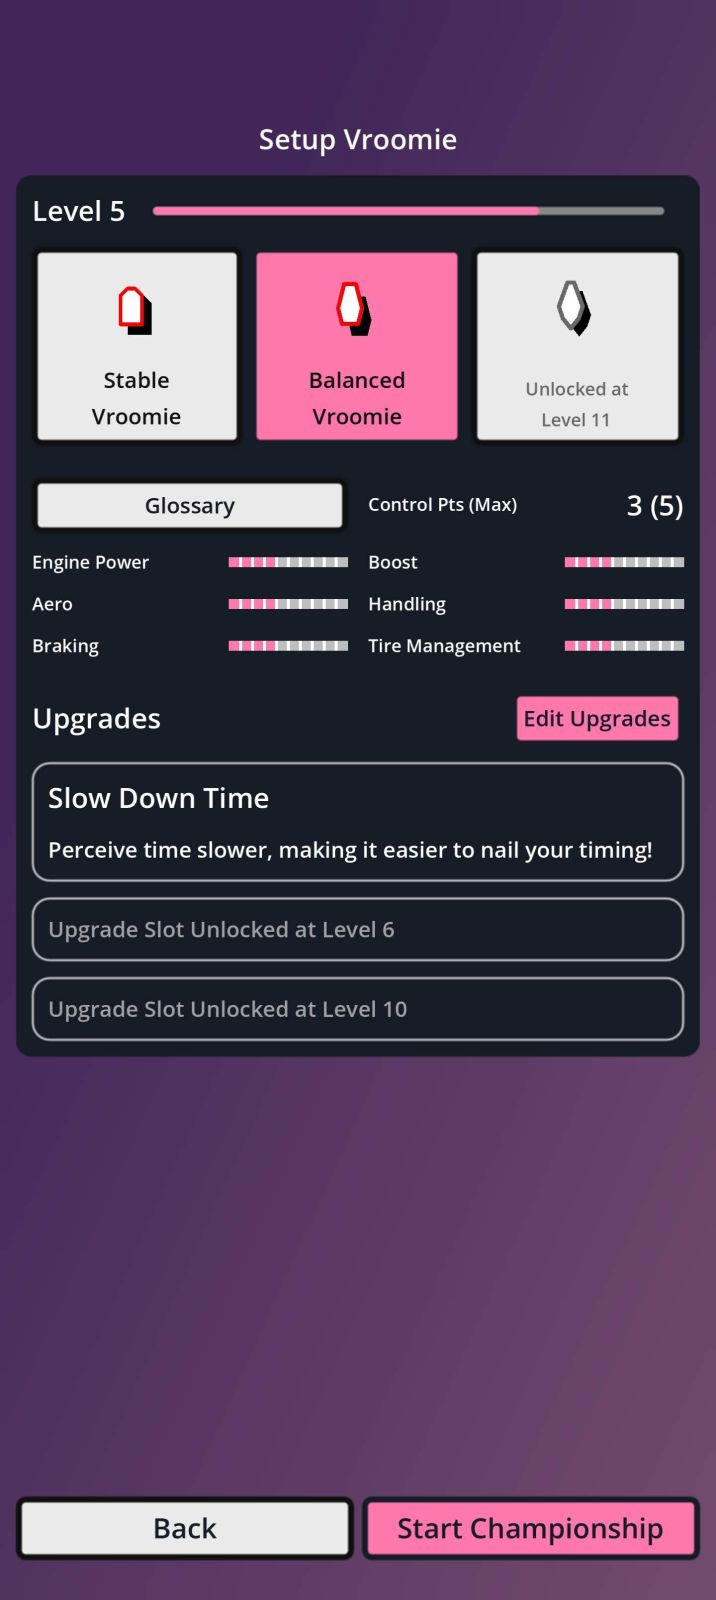 Setup Vroomie
Level 5
Stable
Vroomie
Balanced
Vroomie
Unlocked at
Level 11
Glossary
Control Pts (Max)
3 (5)
Engine Power
Boost
Aero
Handling
Braking
Tire Management
Upgrades
Edit Upgrades
Slow Down Time
Perceive time slower, making it easier to nail your timing!
Upgrade Slot Unlocked at Level 6
Upgrade Slot Unlocked at Level 10
Back
Start Championship